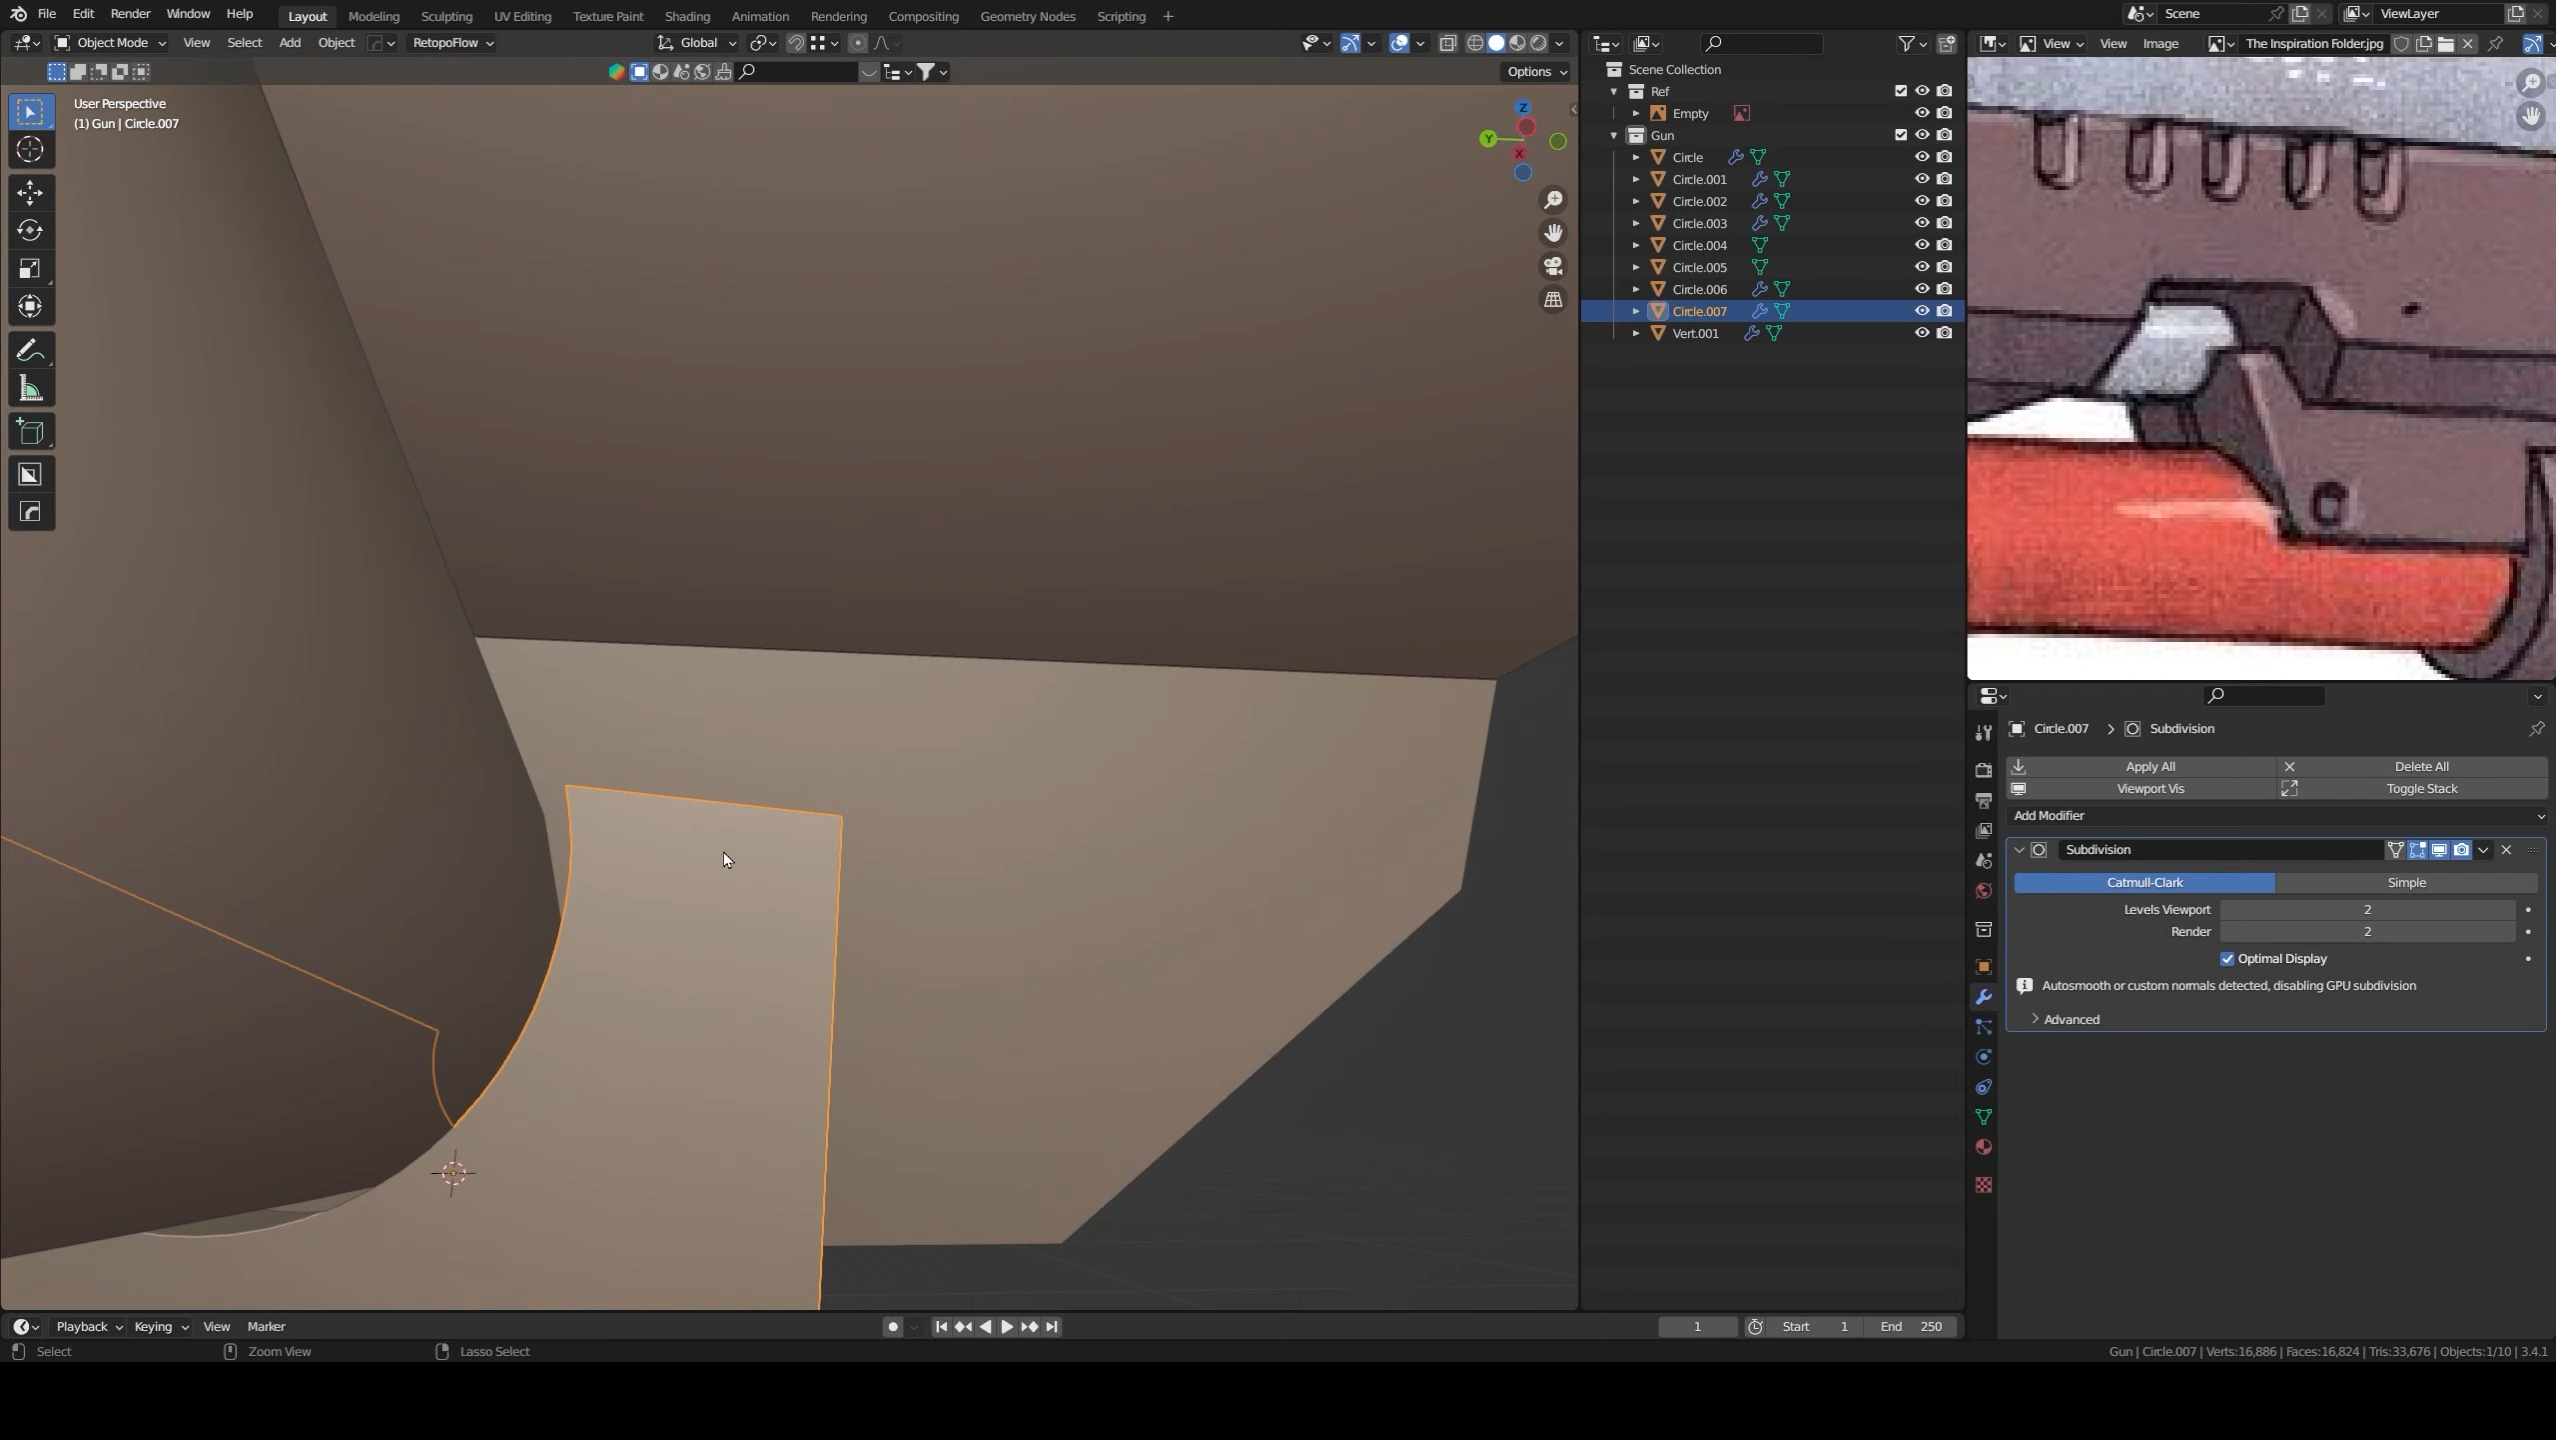 File Edit Render Window Help Layout Modeling Sculpting UV Editing Texture Paint Shading Animation Rendering Compositing Geometry Nodes Scripting + Scene ViewLayer
Object Mode View Select Add Object RetopoFlow Global View View Image The Inspiration Folder.jpg
Options
User Perspective
(1) Gun | Circle.007
Z
Y
X
Scene Collection
Ref
Empty
Gun
Circle
Circle.001
Circle.002
Circle.003
Circle.004
Circle.005
Circle.006
Circle.007
Vert.001
Circle.007 > Subdivision
Apply All Delete All
Viewport Vis Toggle Stack
Add Modifier
Subdivision
Catmull-Clark Simple
Levels Viewport 2
Render 2
Optimal Display
Autosmooth or custom normals detected, disabling GPU subdivision
Advanced
Playback Keying View Marker 1 Start 1 End 250
Select Zoom View Lasso Select Gun | Circle.007 | Verts:16,886 | Faces:16,824 | Tris:33,676 | Objects:1/10 | 3.4.1